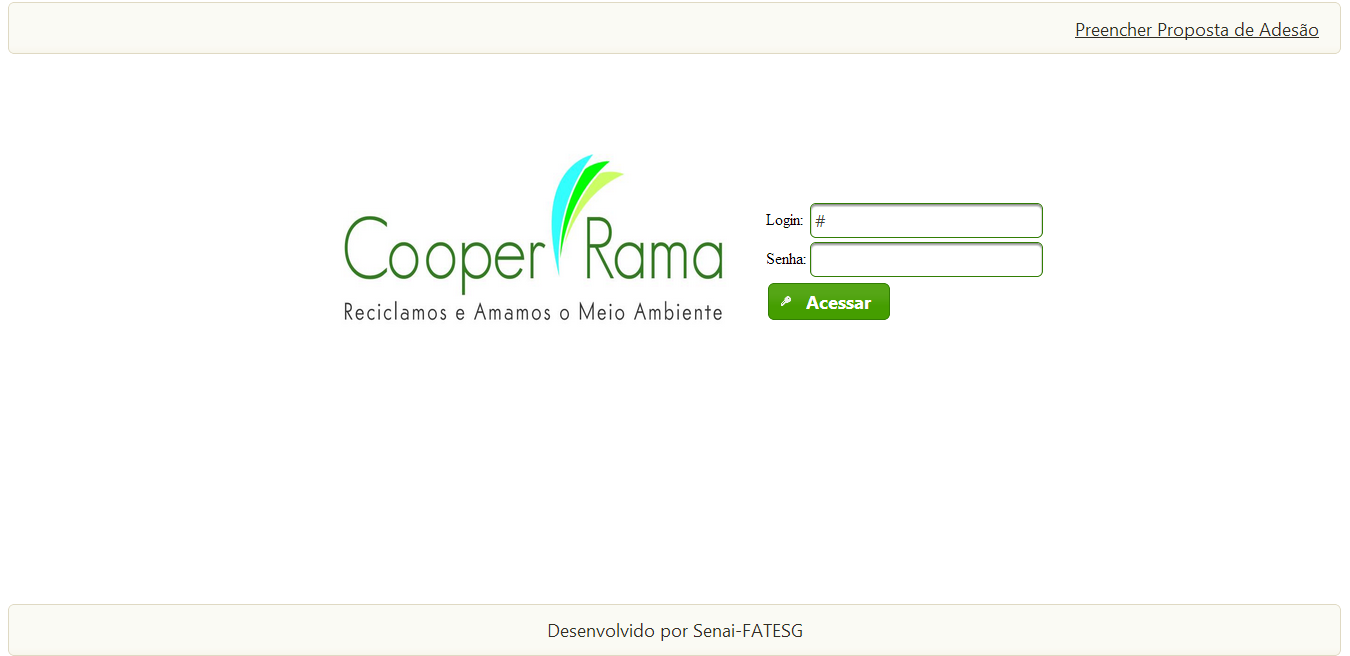 Preencher Proposta de Adesão
Cooper Rama
Reciclamos e Amamos o Meio Ambiente
Login: #
Senha:
Acessar
Desenvolvido por Senai-FATESG